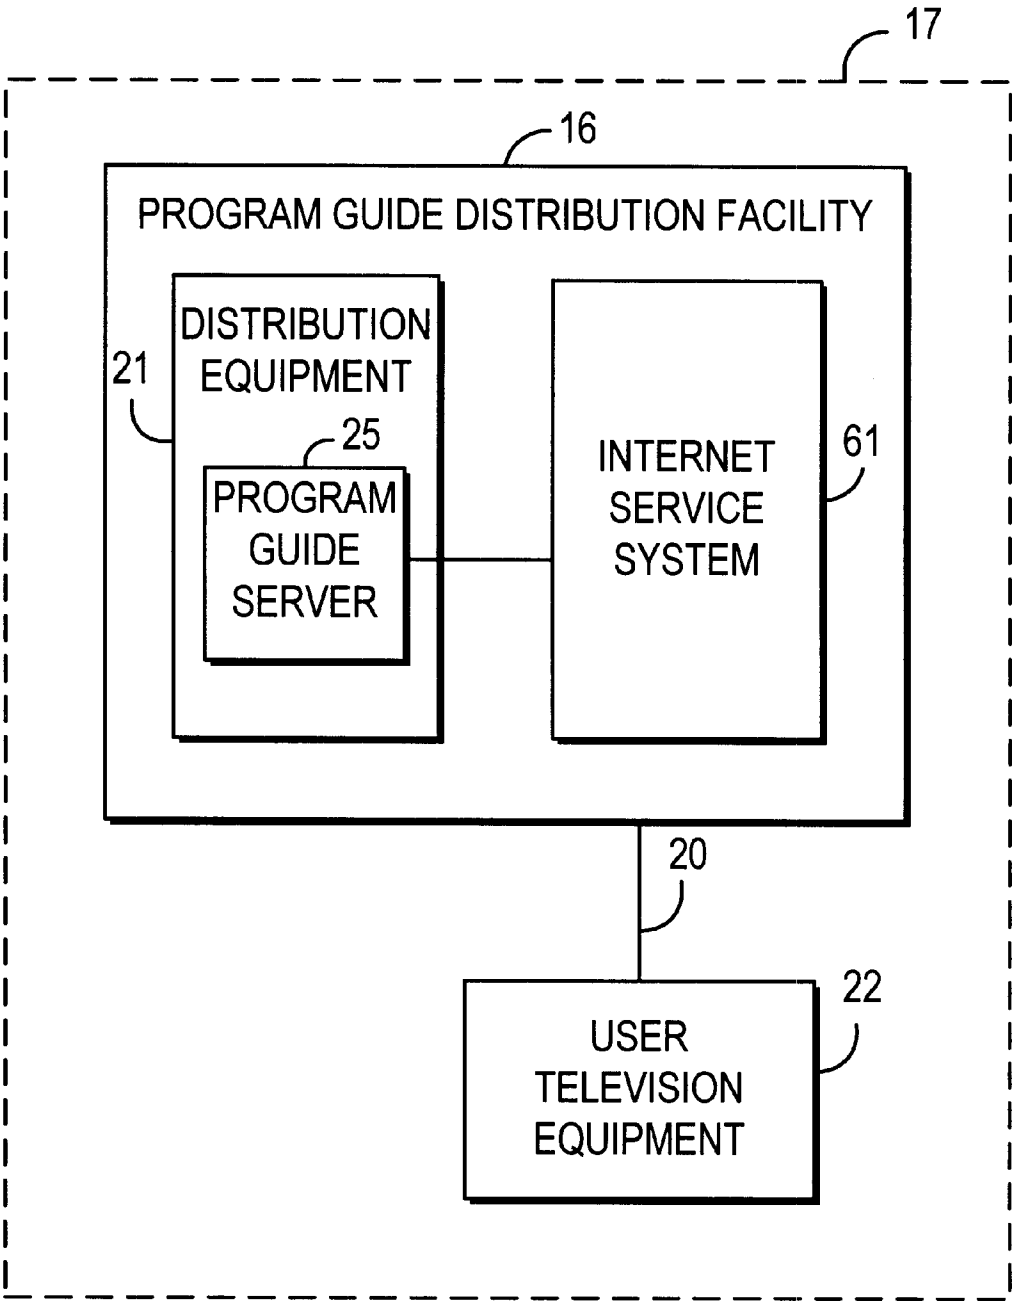 17
16
PROGRAM GUIDE DISTRIBUTION FACILITY
DISTRIBUTION
EQUIPMENT
21
25
PROGRAM
GUIDE
SERVER
INTERNET
SERVICE
SYSTEM
61
20
22
USER
TELEVISION
EQUIPMENT